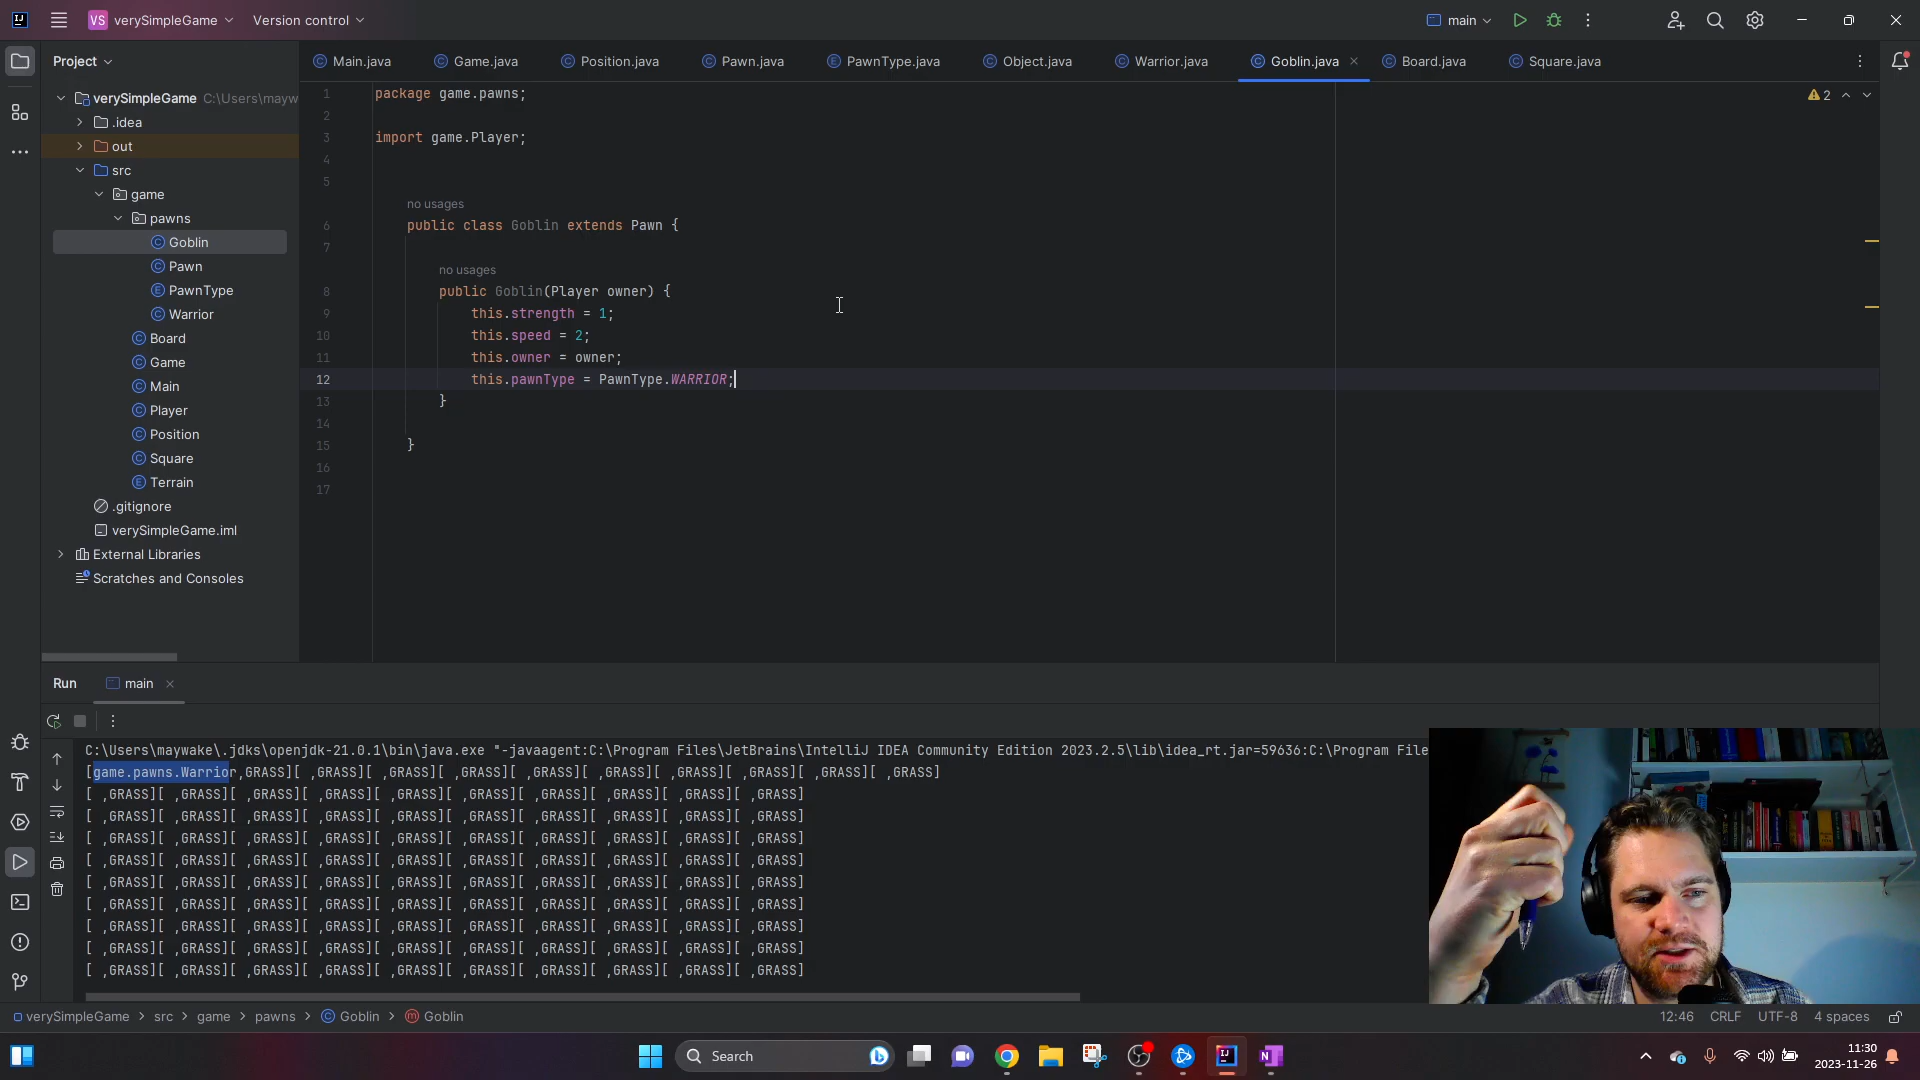 VS verySimpleGame Version control main
Project
Main.java Game.java Position.java Pawn.java PawnType.java Object.java Warrior.java Goblin.java Board.java Square.java
verySimpleGame C:\Users\mayw
.idea
out
src
game
pawns
Goblin
Pawn
PawnType
Warrior
Board
Game
Main
Player
Position
Square
Terrain
.gitignore
verySimpleGame.iml
External Libraries
Scratches and Consoles
2
1 package game.pawns;
2
3 import game.Player;
4
5
no usages
6 public class Goblin extends Pawn {
7
no usages
8 public Goblin(Player owner) {
9 this.strength = 1;
10 this.speed = 2;
11 this.owner = owner;
12 this.pawnType = PawnType.WARRIOR;
13 }
14
15 }
16
17
Run main
C:\Users\maywake\.jdks\openjdk-21.0.1\bin\java.exe "-javaagent:C:\Program Files\JetBrains\IntelliJ IDEA Community Edition 2023.2.5\lib\idea_rt.jar=59636:C:\Program File
[game.pawns.Warrior,GRASS][ ,GRASS][ ,GRASS][ ,GRASS][ ,GRASS][ ,GRASS][ ,GRASS][ ,GRASS][ ,GRASS][ ,GRASS]
[ ,GRASS][ ,GRASS][ ,GRASS][ ,GRASS][ ,GRASS][ ,GRASS][ ,GRASS][ ,GRASS][ ,GRASS][ ,GRASS]
[ ,GRASS][ ,GRASS][ ,GRASS][ ,GRASS][ ,GRASS][ ,GRASS][ ,GRASS][ ,GRASS][ ,GRASS][ ,GRASS]
[ ,GRASS][ ,GRASS][ ,GRASS][ ,GRASS][ ,GRASS][ ,GRASS][ ,GRASS][ ,GRASS][ ,GRASS][ ,GRASS]
[ ,GRASS][ ,GRASS][ ,GRASS][ ,GRASS][ ,GRASS][ ,GRASS][ ,GRASS][ ,GRASS][ ,GRASS][ ,GRASS]
[ ,GRASS][ ,GRASS][ ,GRASS][ ,GRASS][ ,GRASS][ ,GRASS][ ,GRASS][ ,GRASS][ ,GRASS][ ,GRASS]
[ ,GRASS][ ,GRASS][ ,GRASS][ ,GRASS][ ,GRASS][ ,GRASS][ ,GRASS][ ,GRASS][ ,GRASS][ ,GRASS]
[ ,GRASS][ ,GRASS][ ,GRASS][ ,GRASS][ ,GRASS][ ,GRASS][ ,GRASS][ ,GRASS][ ,GRASS][ ,GRASS]
[ ,GRASS][ ,GRASS][ ,GRASS][ ,GRASS][ ,GRASS][ ,GRASS][ ,GRASS][ ,GRASS][ ,GRASS][ ,GRASS]
[ ,GRASS][ ,GRASS][ ,GRASS][ ,GRASS][ ,GRASS][ ,GRASS][ ,GRASS][ ,GRASS][ ,GRASS][ ,GRASS]
verySimpleGame > src > game > pawns > Goblin > Goblin 12:46 CRLF UTF-8 4 spaces
Search
11:30
2023-11-26